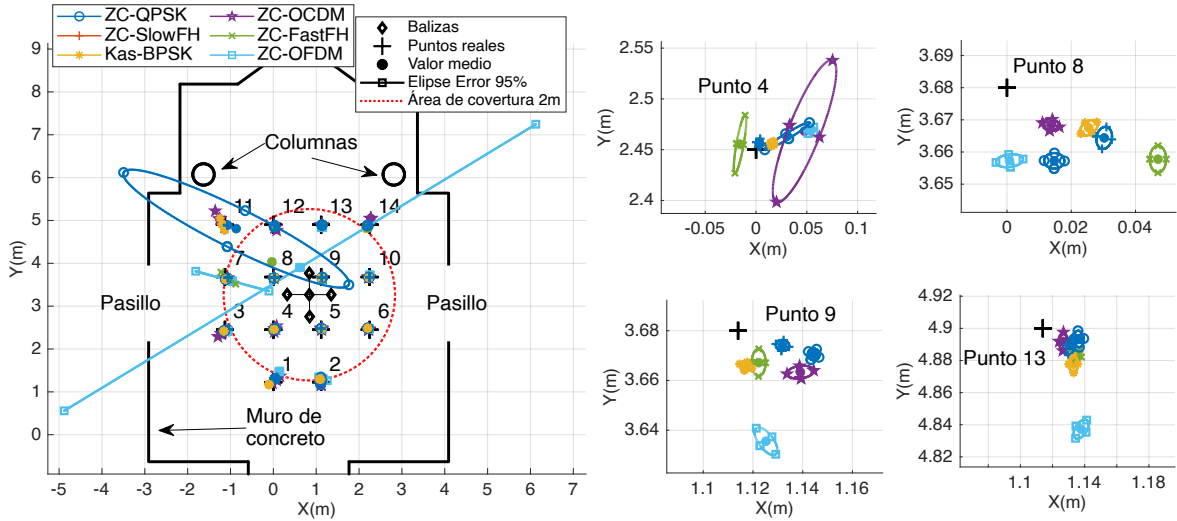 ZC-QPSK
ZC-SlowFH
Kas-BPSK
ZC-OCDM
ZC-FastFH
ZC-OFDM
Balizas
Puntos reales
Valor medio
Elipse Error 95%
Área de covertura 2m
Columnas
11 12 13 14
7 8 9 10
Pasillo
Pasillo
3 4 5 6
1 2
Muro de
concreto
Y(m)
9
8
7
6
5
4
3
2
1
0
-5 -4 -3 -2 -1 0 1 2 3 4 5 6 7
X(m)
Punto 4
Y(m)
2.55
2.5
2.45
2.4
-0.05 0 0.05 0.1
X(m)
Punto 8
Y(m)
3.69
3.68
3.67
3.66
3.65
0 0.02 0.04
X(m)
Punto 9
Y(m)
3.68
3.66
3.64
1.1 1.12 1.14 1.16
X(m)
Punto 13
Y(m)
4.92
4.9
4.88
4.86
4.84
4.82
1.1 1.14 1.18
X(m)